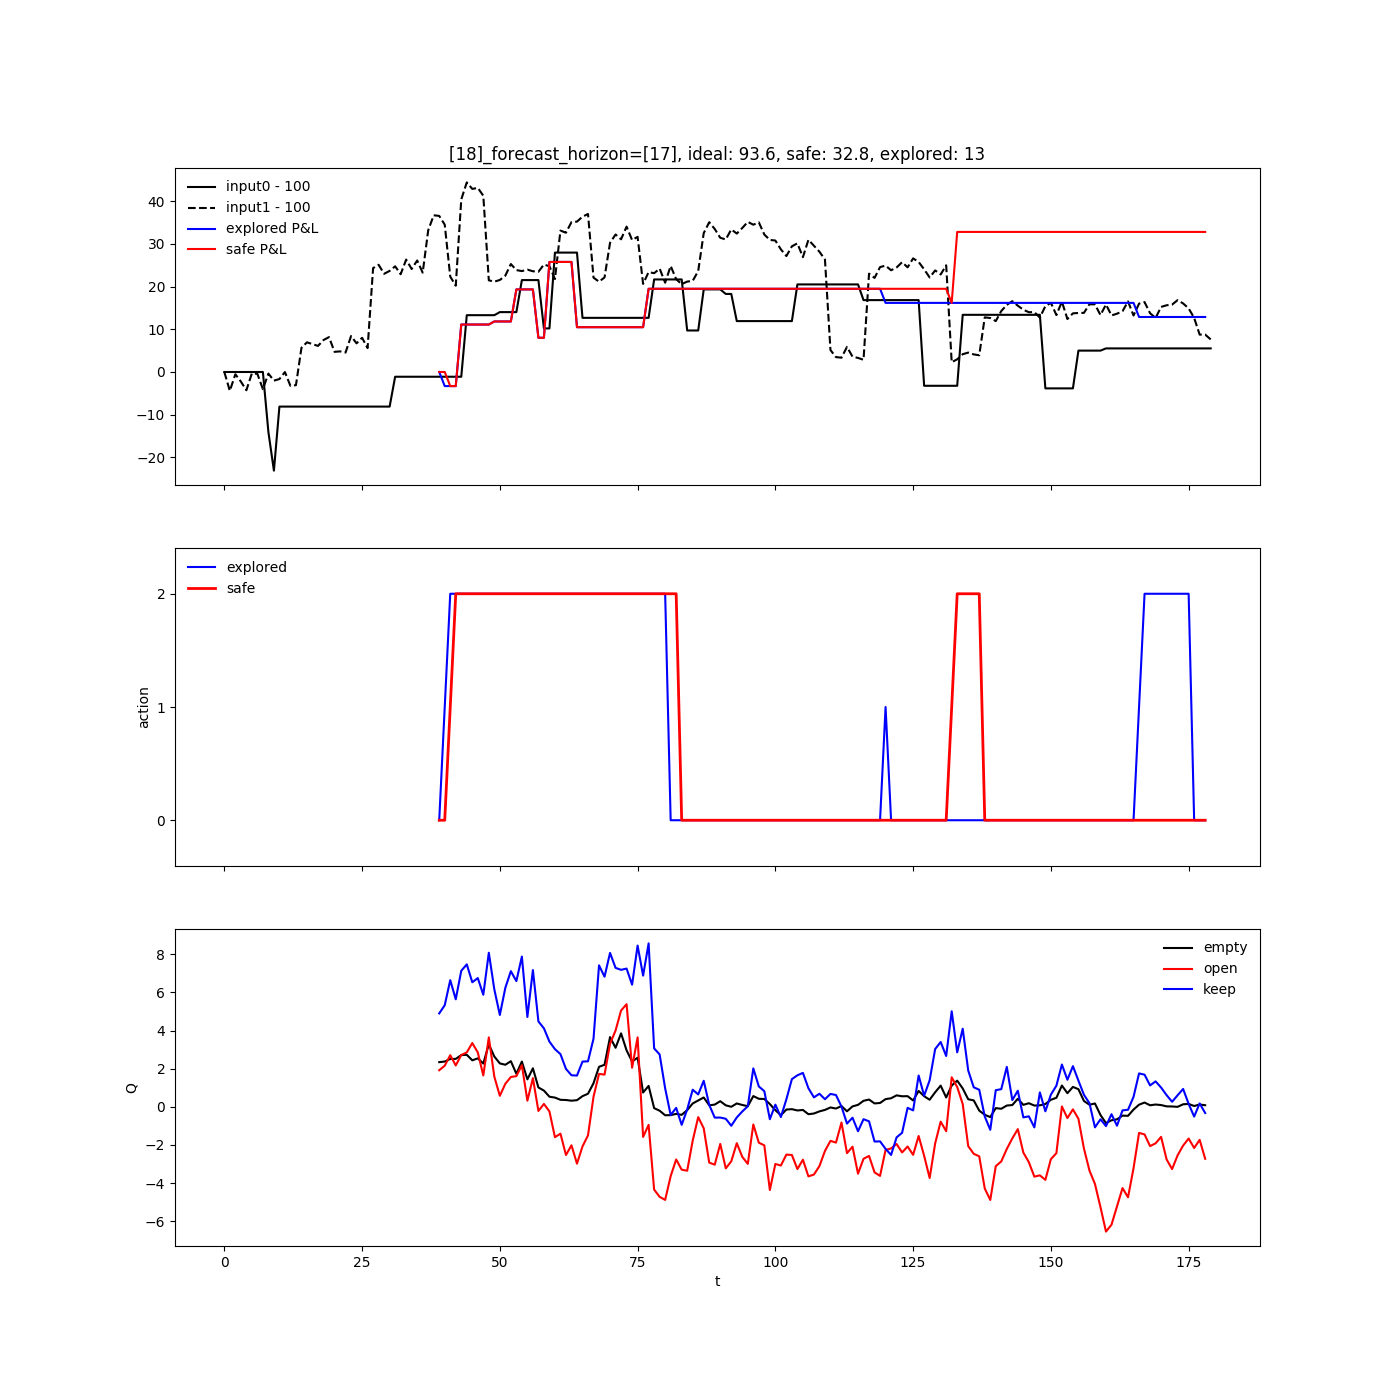 [18]_forecast_horizon=[17], ideal: 93.6, safe: 32.8, explored: 13
input0 - 100
input1 - 100
explored P&L
safe P&L
40
30
20
10
0
−10
−20
explored
safe
2
1
0
action
empty
open
keep
8
6
4
2
0
−2
−4
−6
Q
0 25 50 75 100 125 150 175
t